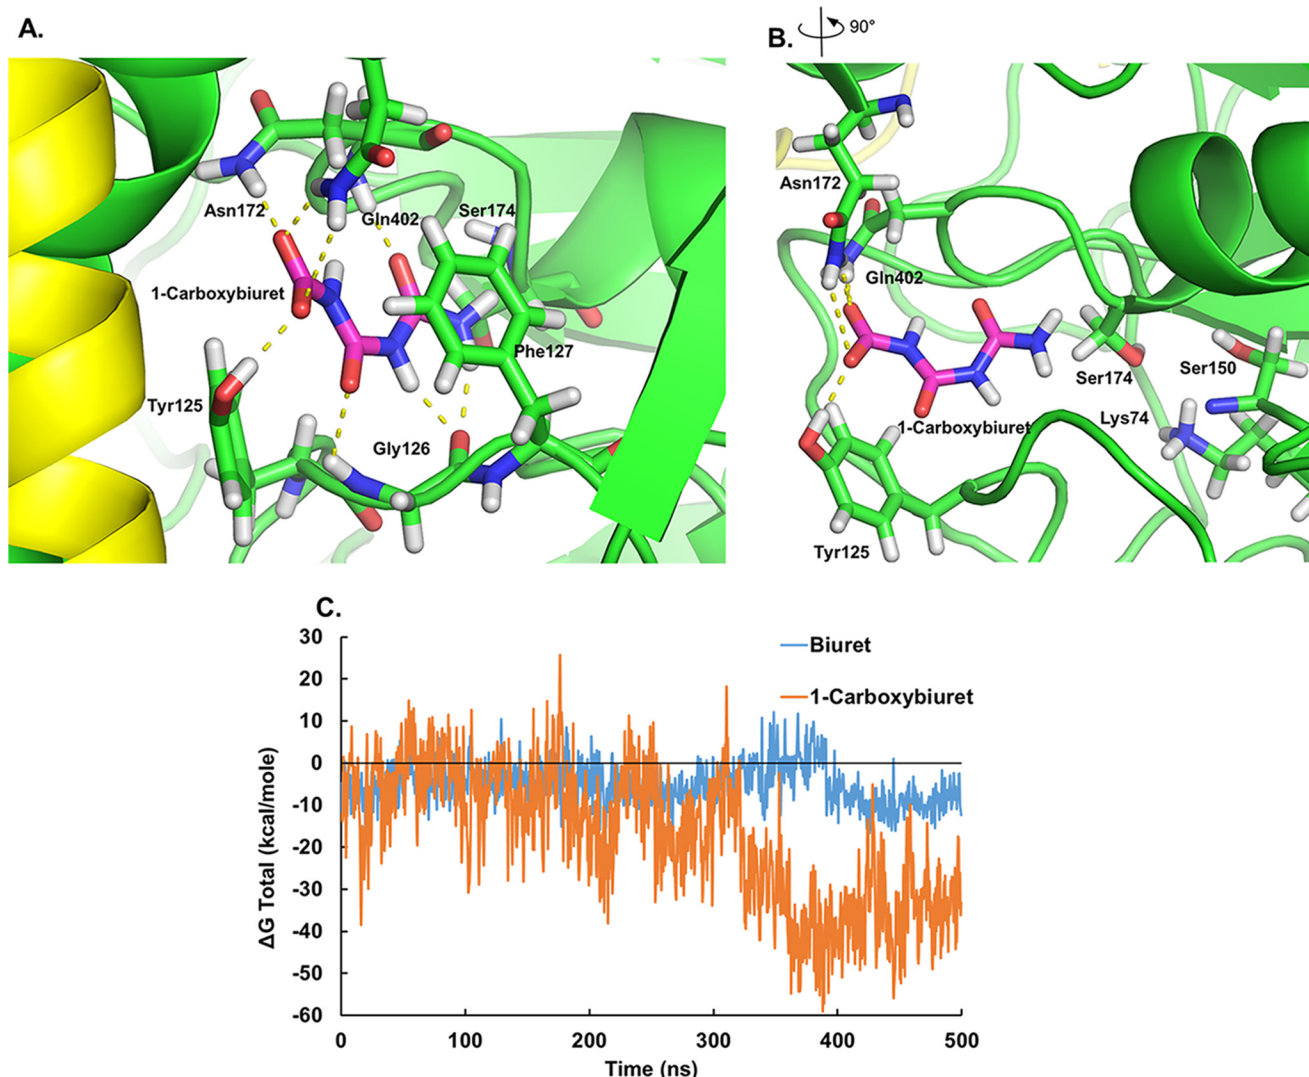 A.
Asn172
Gln402
Ser174
1-Carboxybiuret
Phe127
Tyr125
Gly126
B.
90°
Asn172
Gln402
Ser174
Ser150
1-Carboxybiuret
Lys74
Tyr125
C.
Biuret
1-Carboxybiuret
ΔG Total (kcal/mole)
30
20
10
0
-10
-20
-30
-40
-50
-60
0 100 200 300 400 500
Time (ns)